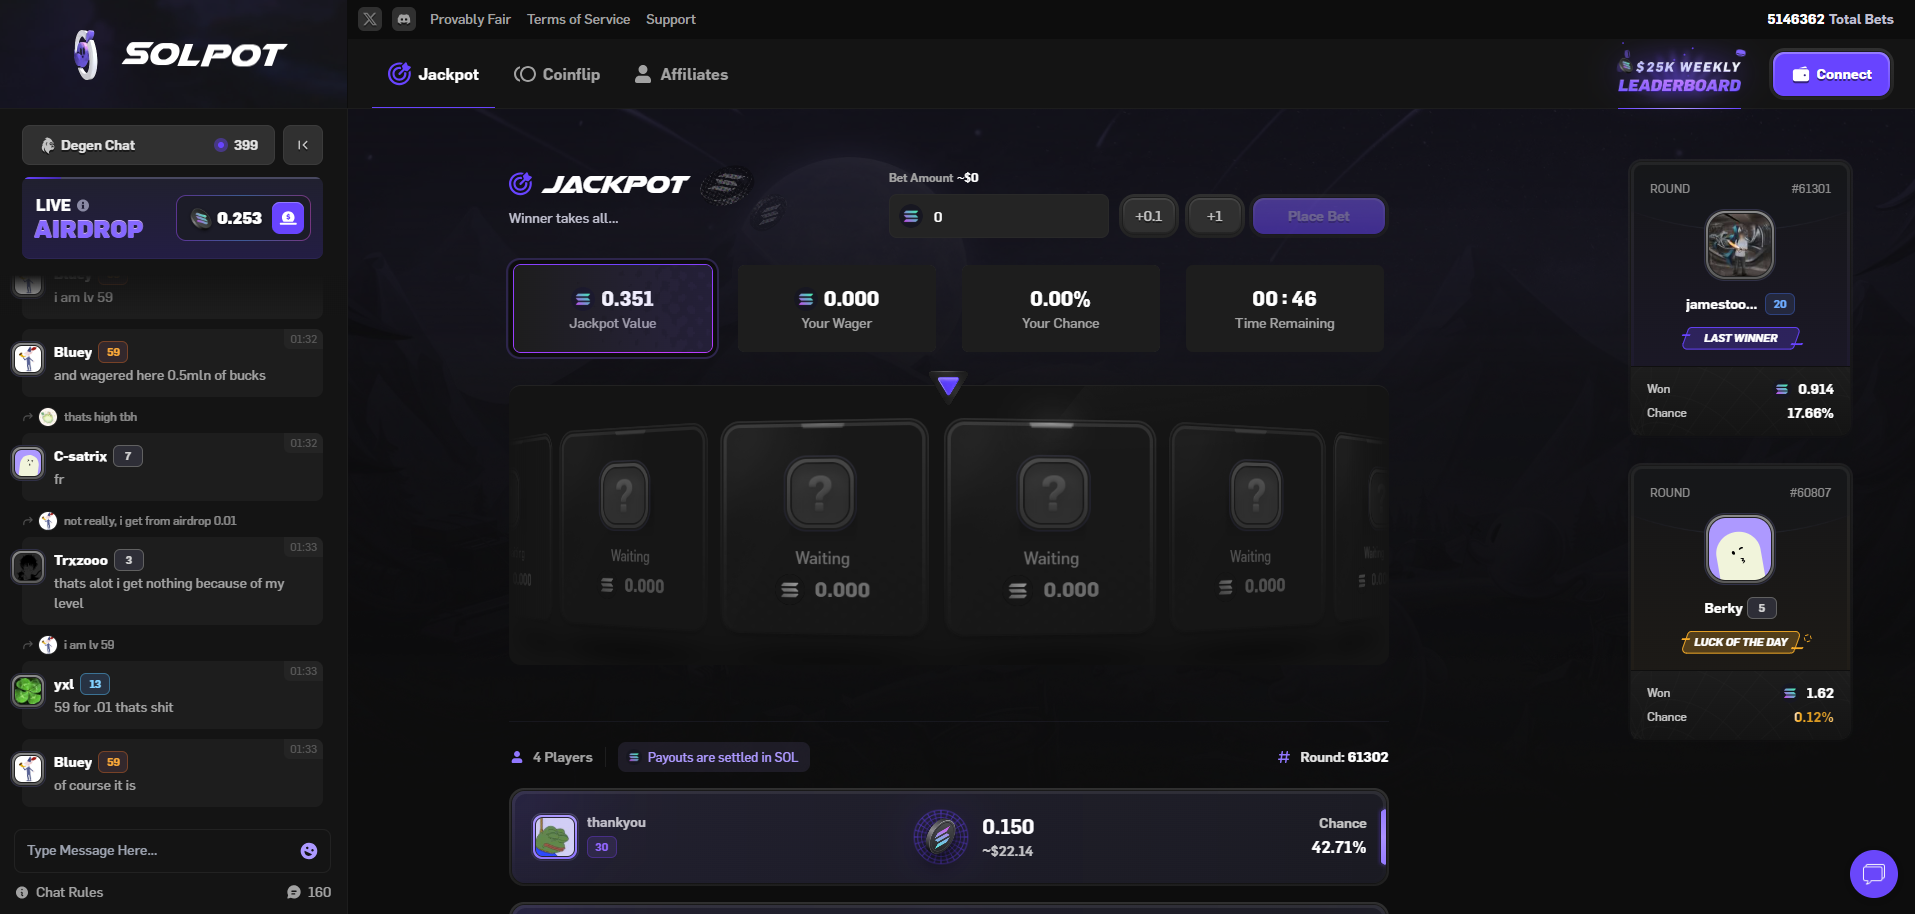 Provably Fair
Terms of Service
Support
5146362 Total Bets
SOLPOT
Jackpot
Coinflip
Affiliates
$25K WEEKLY
LEADERBOARD
Connect
Degen Chat
399
LIVE
AIRDROP
0.253
i am lv 59
01:32
Bluey 59
and wagered here 0.5mln of bucks
thats high tbh
01:32
C-satrix 7
fr
not really, i get from airdrop 0.01
01:33
Trxzooo 3
thats alot i get nothing because of my
level
i am lv 59
01:33
yxl 13
59 for .01 thats shit
01:33
Bluey 59
of course it is
Type Message Here...
Chat Rules
160
JACKPOT
Winner takes all...
Bet Amount ~$0
0
+0.1
+1
Place Bet
0.351
Jackpot Value
0.000
Your Wager
0.00%
Your Chance
00:46
Time Remaining
Waiting
0.000
Waiting
0.000
Waiting
0.000
Waiting
0.000
4 Players
Payouts are settled in SOL
# Round: 61302
thankyou
30
0.150
~$22.14
Chance
42.71%
ROUND
#61301
jamestoo... 20
LAST WINNER
Won 0.914
Chance 17.66%
ROUND
#60807
Berky 5
LUCK OF THE DAY
Won 1.62
Chance 0.12%